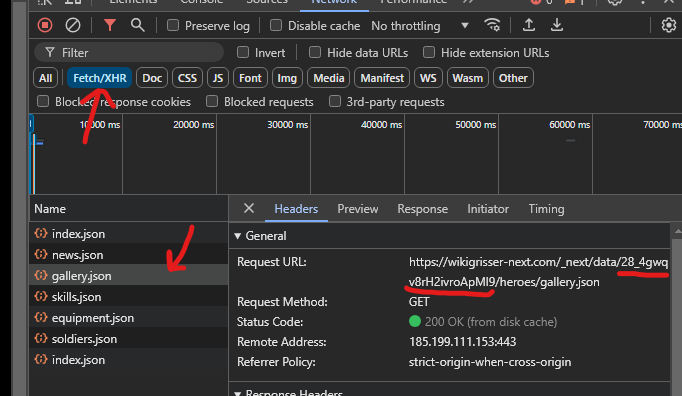 Elements Console Sources Network Performance 6 1
Preserve log Disable cache No throttling
Filter Invert Hide data URLs Hide extension URLs
All Fetch/XHR Doc CSS JS Font Img Media Manifest WS Wasm Other
Blocked response cookies Blocked requests 3rd-party requests
10000 ms 20000 ms 30000 ms 40000 ms 50000 ms 60000 ms 70000 ms
Name Headers Preview Response Initiator Timing
index.json
news.json
gallery.json
skills.json
equipment.json
soldiers.json
index.json
General
Request URL: https://wikigrisser-next.com/_next/data/28_4gwq
v8rH2ivroApMI9/heroes/gallery.json
Request Method: GET
Status Code: 200 OK (from disk cache)
Remote Address: 185.199.111.153:443
Referrer Policy: strict-origin-when-cross-origin
Response Headers